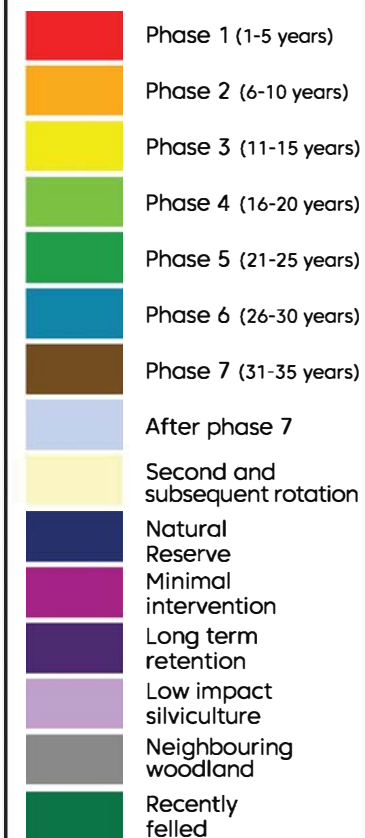 Phase 1 (1-5 years)
Phase 2 (6-10 years)
Phase 3 (11-15 years)
Phase 4 (16-20 years)
Phase 5 (21-25 years)
Phase 6 (26-30 years)
Phase 7 (31-35 years)
After phase 7
Second and
subsequent rotation
Natural
Reserve
Minimal
intervention
Long term
retention
Low impact
silviculture
Neighbouring
woodland
Recently
felled